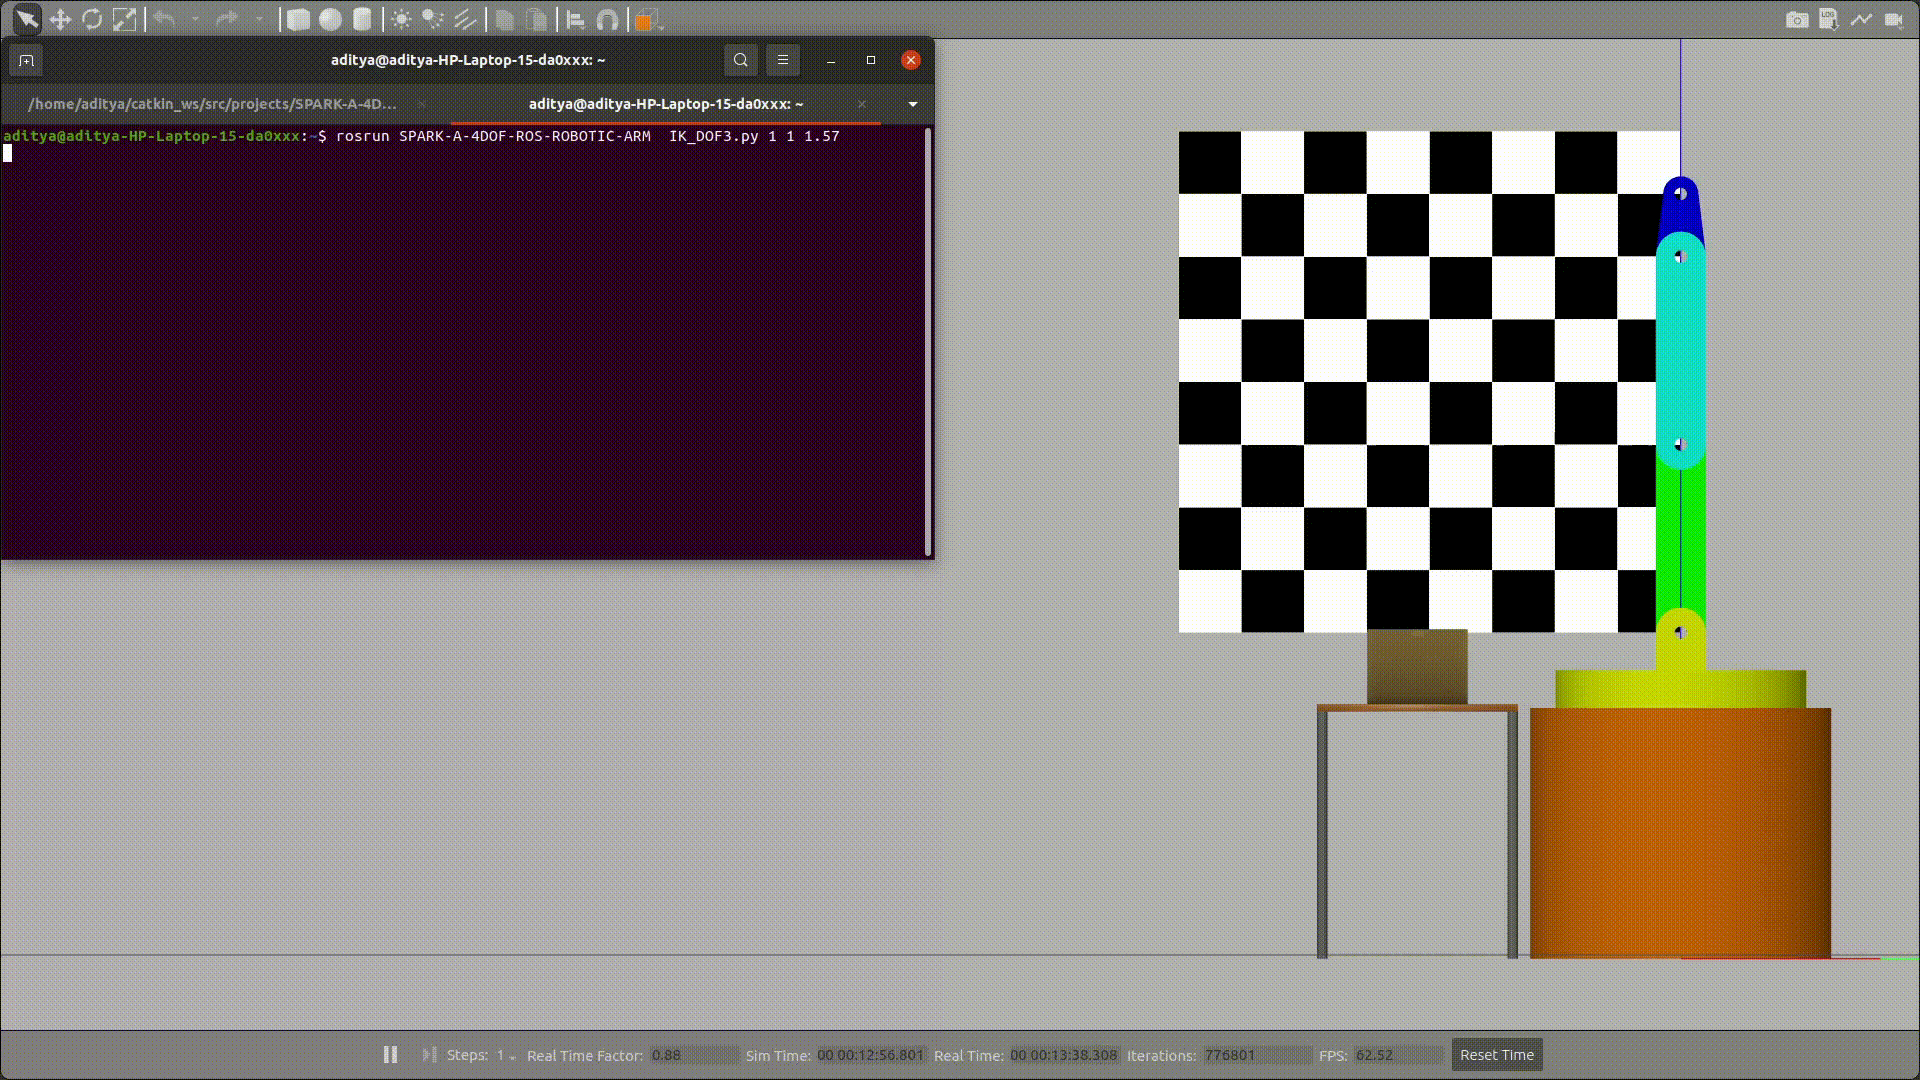 LOG
aditya@aditya-HP-Laptop-15-da0xxx: ~
/home/aditya/catkin_ws/src/projects/SPARK-A-4D...
aditya@aditya-HP-Laptop-15-da0xxx: ~
aditya@aditya-HP-Laptop-15-da0xxx:~$ rosrun SPARK-A-4DOF-ROS-ROBOTIC-ARM  IK_DOF3.py 1 1 1.57
Steps: 1 Real Time Factor: 0.88 Sim Time: 00 00:12:56.801 Real Time: 00 00:13:38.308 Iterations: 776801 FPS: 62.52 Reset Time